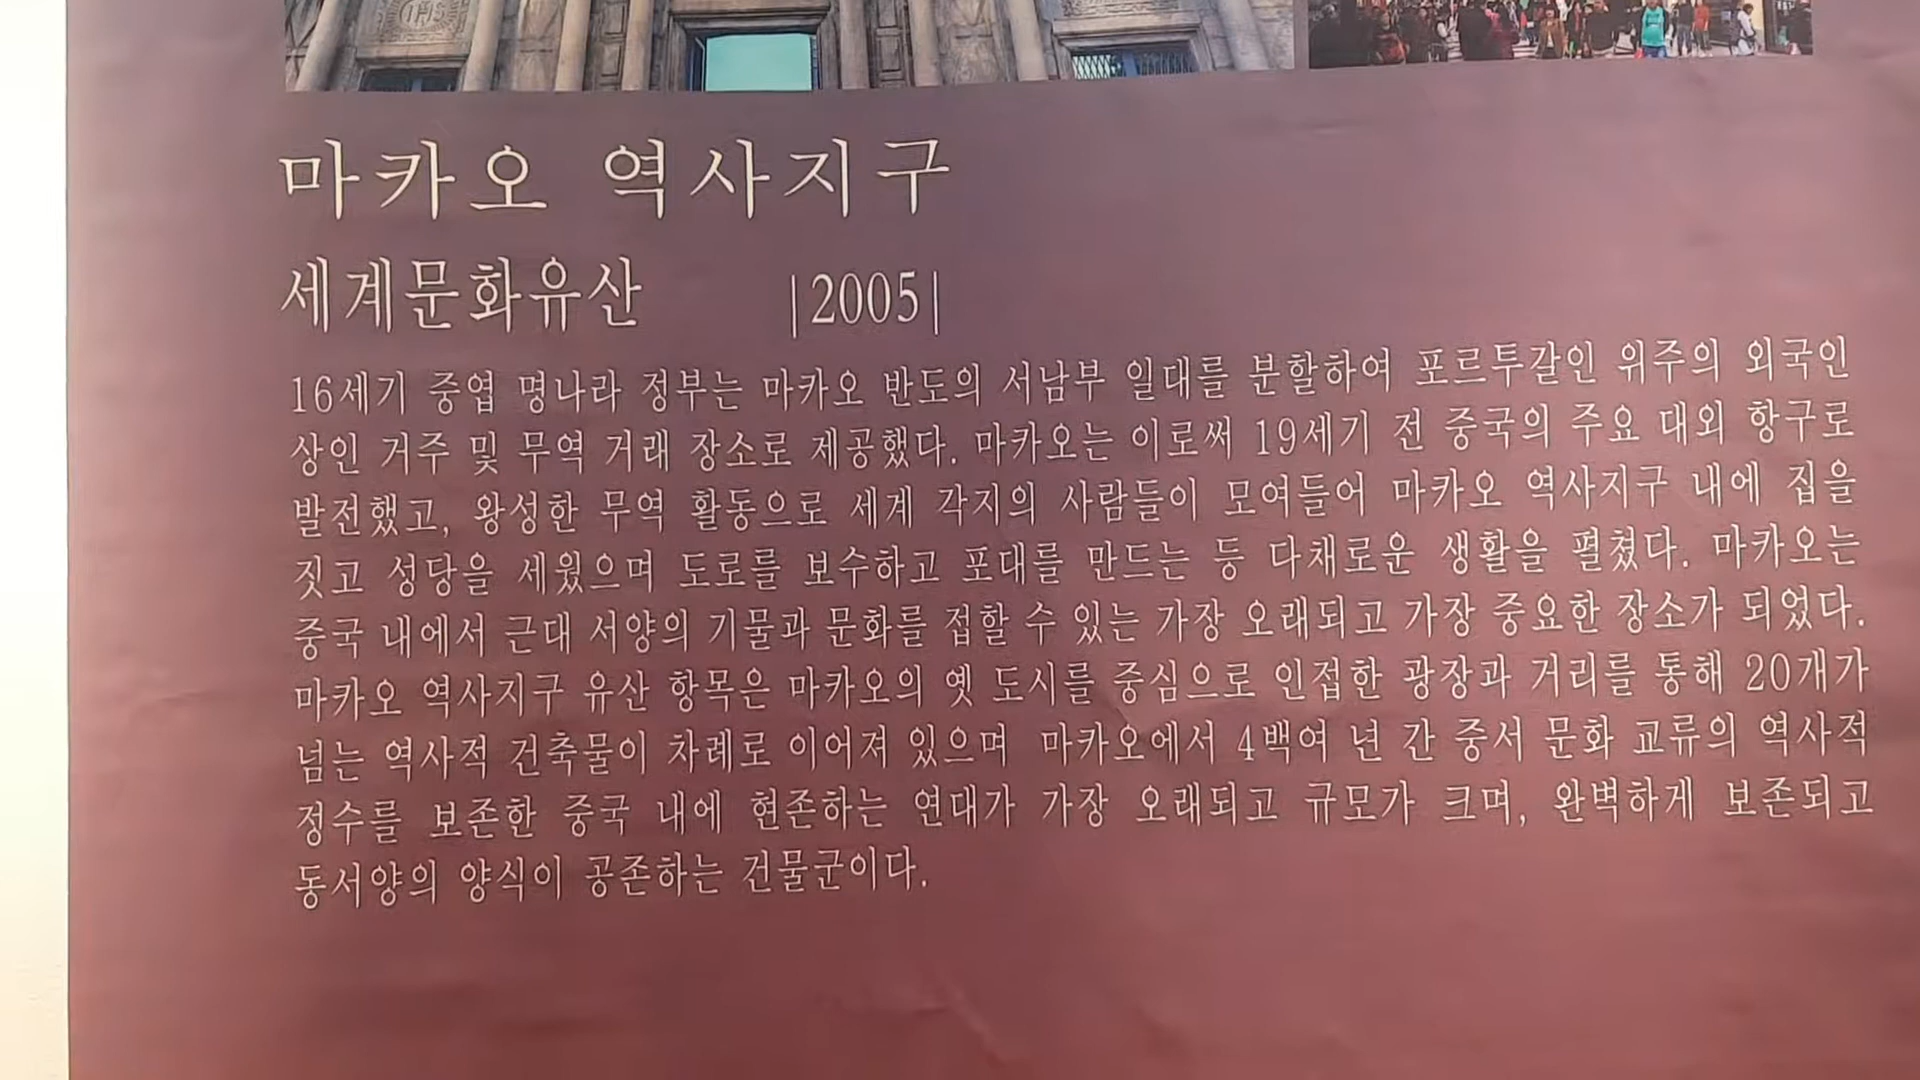 IHS
마카오 역사지구
세계문화유산 |2005|
16세기 중엽 명나라 정부는 마카오 반도의 서남부 일대를 분할하여 포르투갈인 위주의 외국인
상인 거주 및 무역 거래 장소로 제공했다. 마카오는 이로써 19세기 전 중국의 주요 대외 항구로
발전했고, 왕성한 무역 활동으로 세계 각지의 사람들이 모여들어 마카오 역사지구 내에 집을
짓고 성당을 세웠으며 도로를 보수하고 포대를 만드는 등 다채로운 생활을 펼쳤다. 마카오는
중국 내에서 근대 서양의 기물과 문화를 접할 수 있는 가장 오래되고 가장 중요한 장소가 되었다.
마카오 역사지구 유산 항목은 마카오의 옛 도시를 중심으로 인접한 광장과 거리를 통해 20개가
넘는 역사적 건축물이 차례로 이어져 있으며 마카오에서 4백여 년 간 중서 문화 교류의 역사적
정수를 보존한 중국 내에 현존하는 연대가 가장 오래되고 규모가 크며, 완벽하게 보존되고
동서양의 양식이 공존하는 건물군이다.